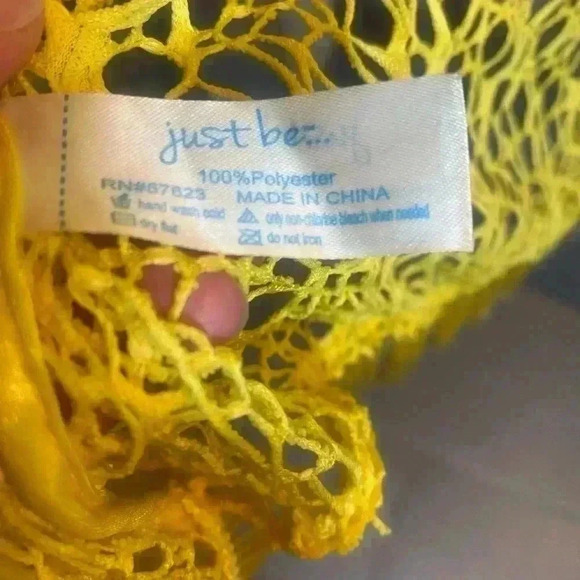 just be...
100%Polyester
RN#67623 MADE IN CHINA
hand wash, cold only non-chlorine bleach when needed
dry flat do not iron